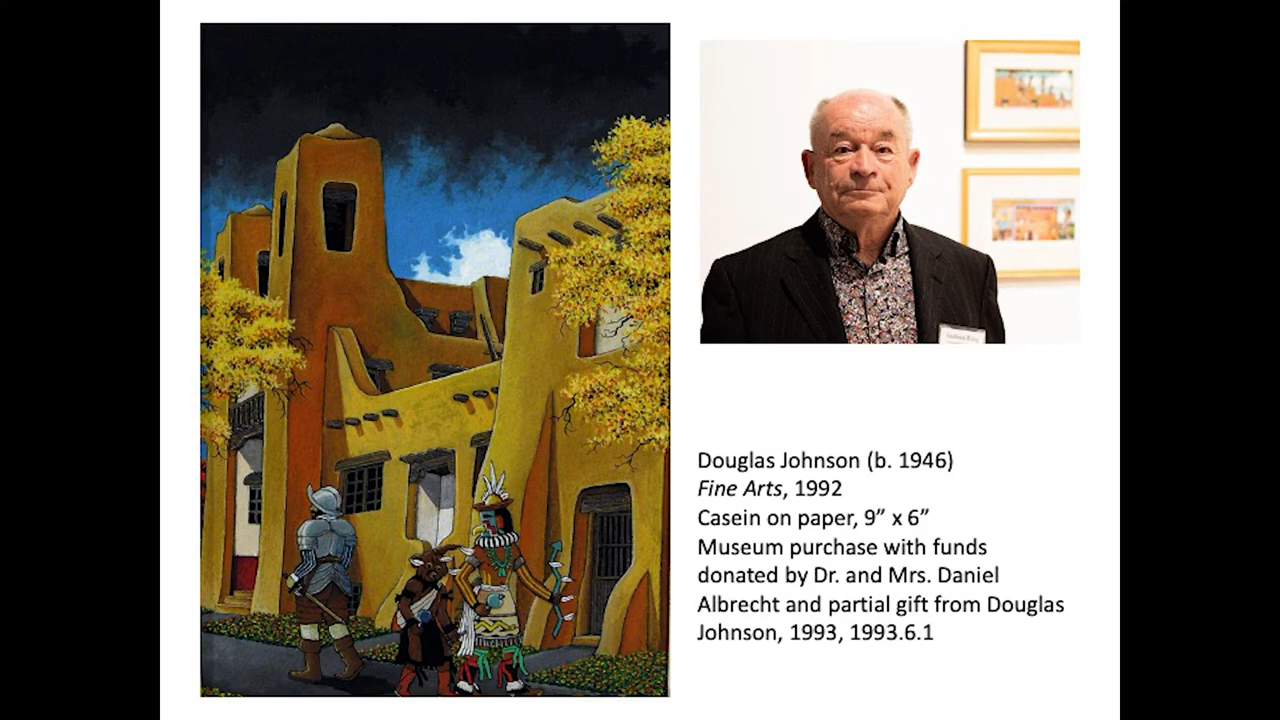 Douglas Johnson (b. 1946)
Fine Arts, 1992
Casein on paper, 9” x 6”
Museum purchase with funds
donated by Dr. and Mrs. Daniel
Albrecht and partial gift from Douglas
Johnson, 1993, 1993.6.1